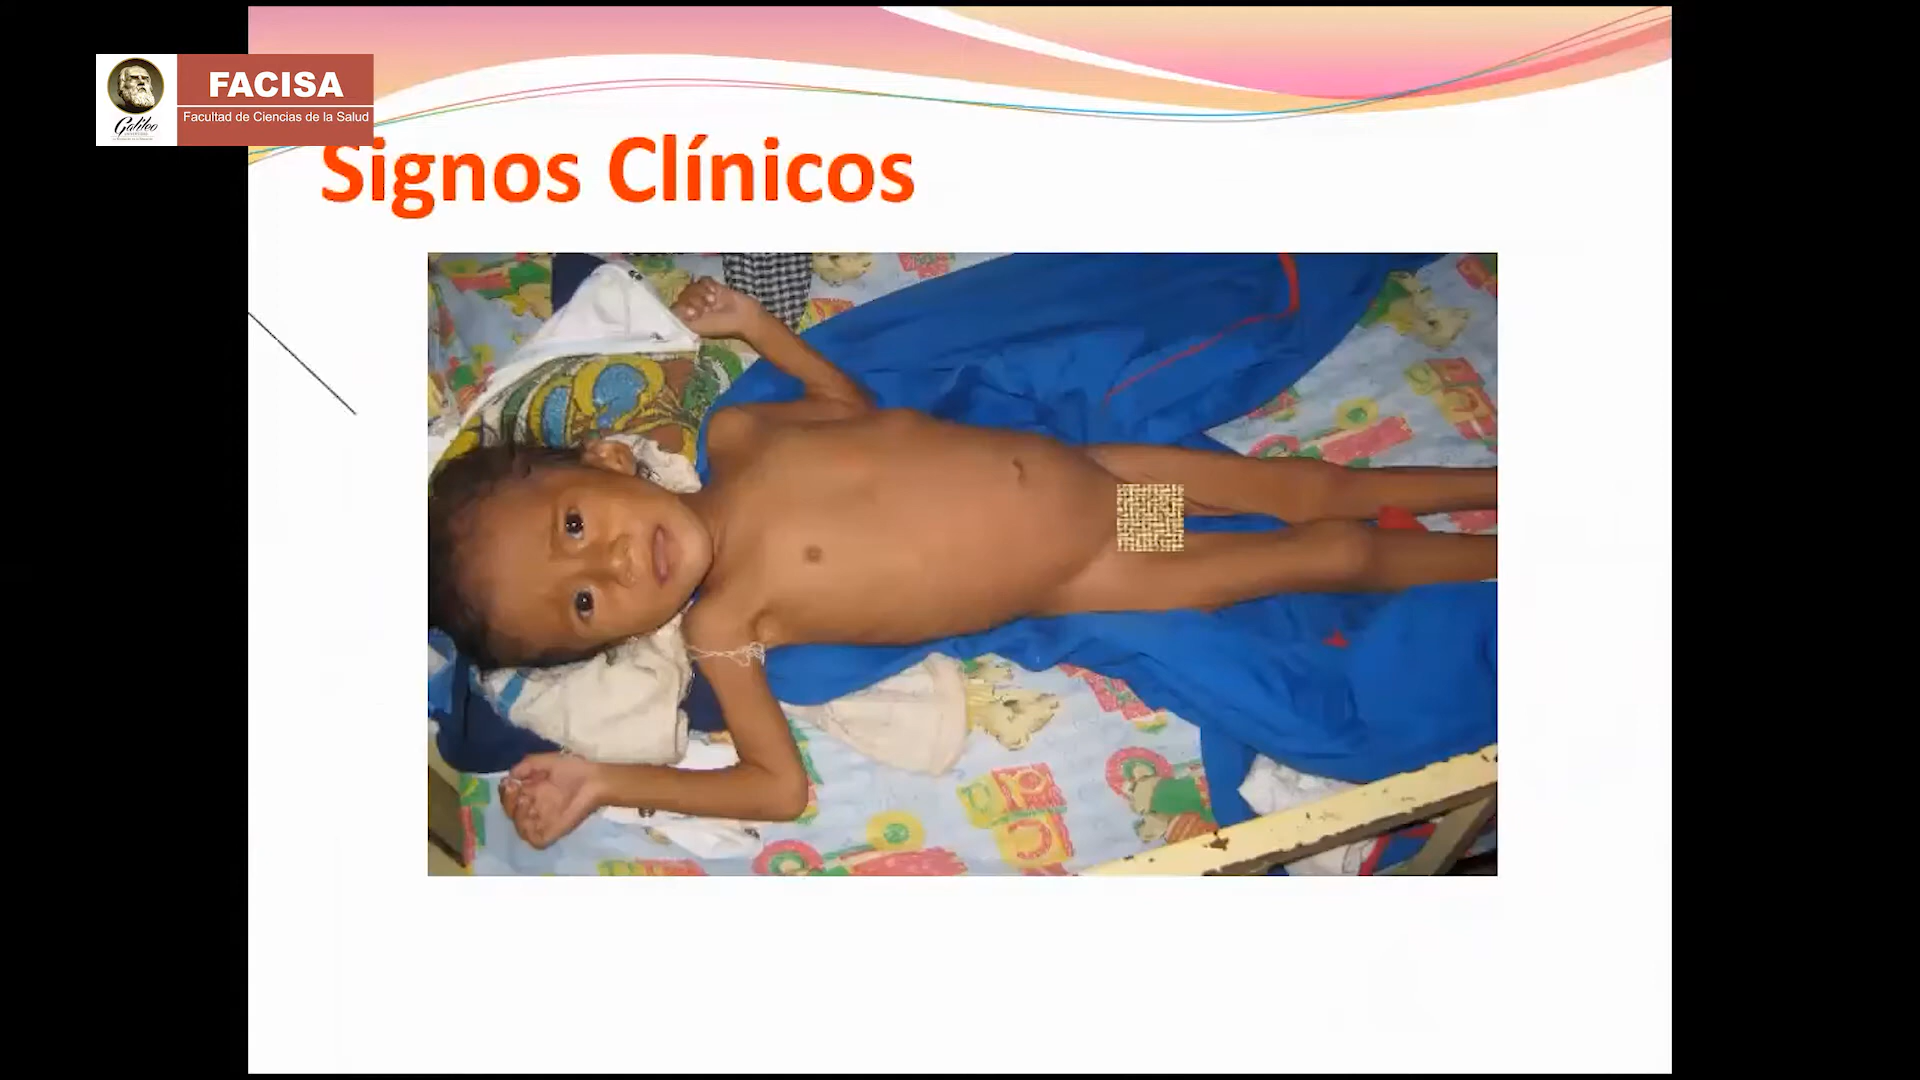 FACISA
Galileo
Facultad de Ciencias de la Salud
Signos Clínicos